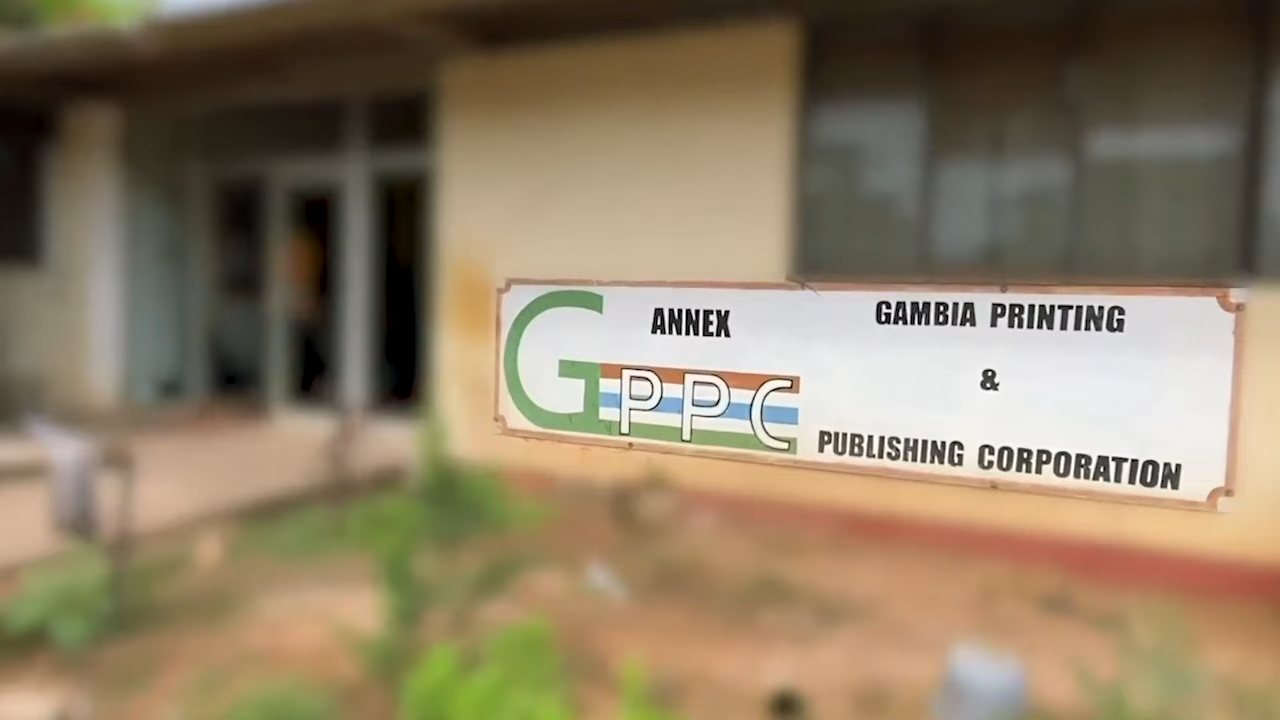 ANNEX
GPPC
GAMBIA PRINTING
&
PUBLISHING CORPORATION